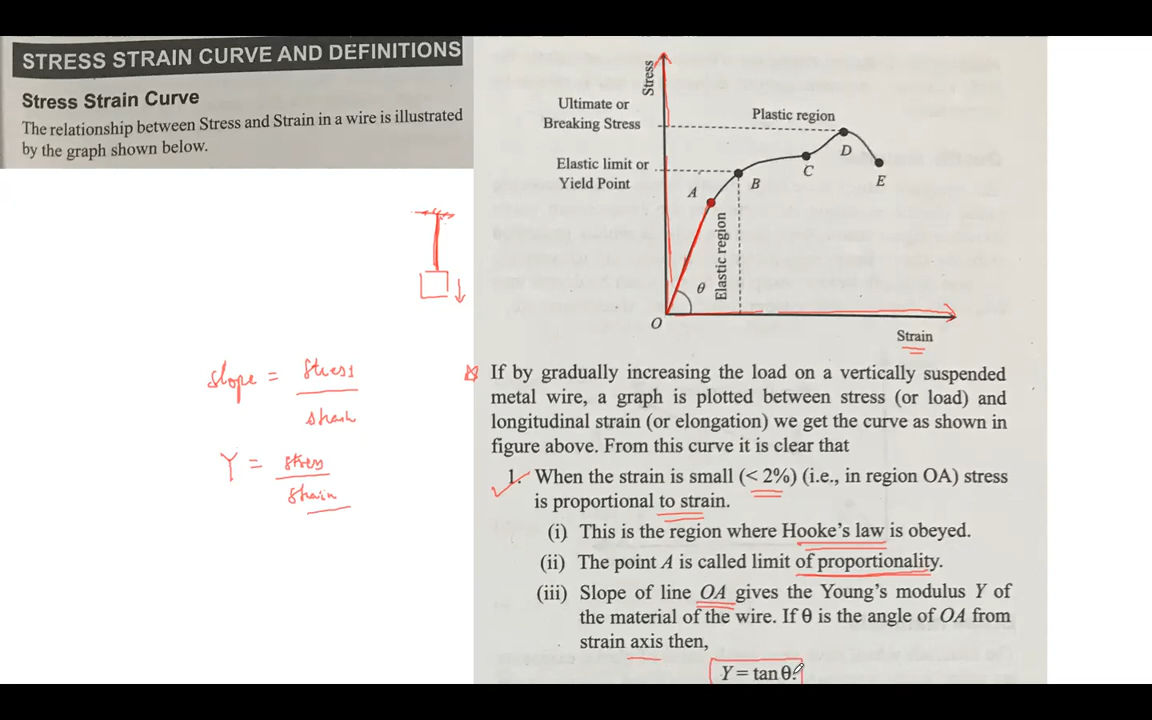 STRESS STRAIN CURVE AND DEFINITIONS
Stress Strain Curve
The relationship between Stress and Strain in a wire is illustrated
by the graph shown below.
Stress
Ultimate or
Breaking Stress
Plastic region
Elastic limit or
Yield Point
A
B
C
D
E
Elastic region
θ
O
Strain
slope = stress
strain
Y = stress
strain
If by gradually increasing the load on a vertically suspended
metal wire, a graph is plotted between stress (or load) and
longitudinal strain (or elongation) we get the curve as shown in
figure above. From this curve it is clear that
1. When the strain is small (< 2%) (i.e., in region OA) stress
is proportional to strain.
(i) This is the region where Hooke's law is obeyed.
(ii) The point A is called limit of proportionality.
(iii) Slope of line OA gives the Young's modulus Y of
the material of the wire. If θ is the angle of OA from
strain axis then,
Y = tan θ.